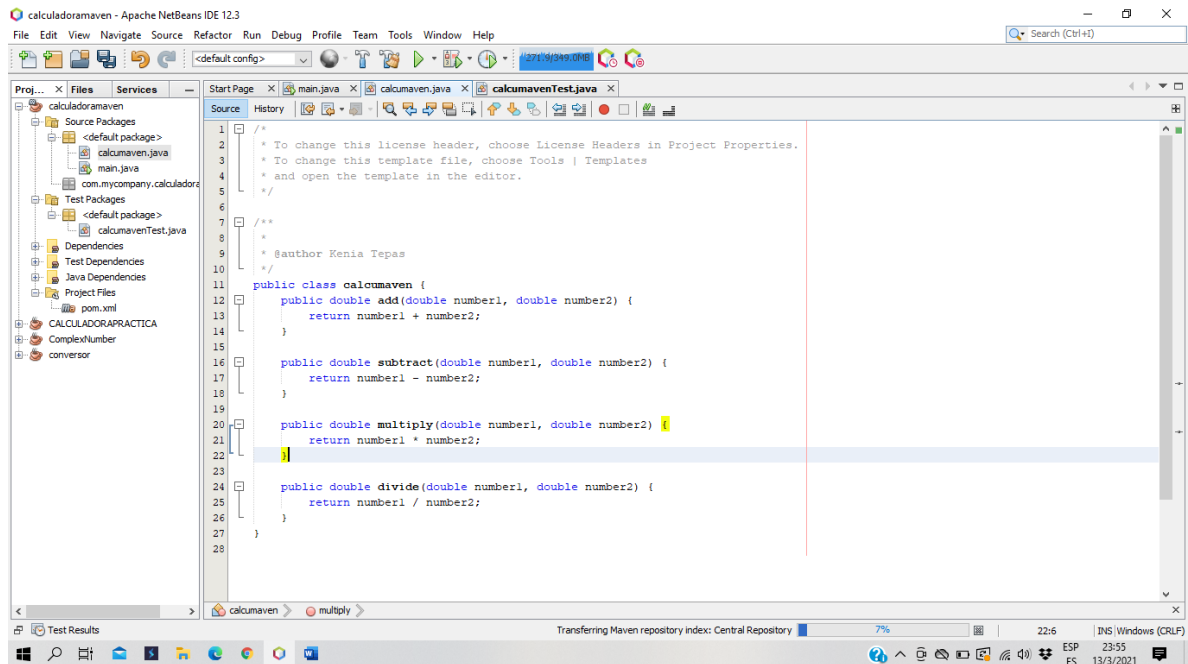 calculadoramaven - Apache NetBeans IDE 12.3
File Edit View Navigate Source Refactor Run Debug Profile Team Tools Window Help
Search (Ctrl+I)
<default config>
271.9/349.0MB
Proj... Files Services
Start Page main.java calcumaven.java calcumavenTest.java
Source History
calculadoramaven
Source Packages
<default package>
calcumaven.java
main.java
com.mycompany.calculadora
Test Packages
<default package>
calcumavenTest.java
Dependencies
Test Dependencies
Java Dependencies
Project Files
pom.xml
CALCULADORAPRACTICA
ComplexNumber
conversor
1 /*
2 * To change this license header, choose License Headers in Project Properties.
3 * To change this template file, choose Tools | Templates
4 * and open the template in the editor.
5 */
6
7 /**
8 *
9 * @author Kenia Tepas
10 */
11 public class calcumaven {
12 public double add(double number1, double number2) {
13 return number1 + number2;
14 }
15
16 public double subtract(double number1, double number2) {
17 return number1 - number2;
18 }
19
20 public double multiply(double number1, double number2) {
21 return number1 * number2;
22 }
23
24 public double divide(double number1, double number2) {
25 return number1 / number2;
26 }
27 }
28
calcumaven multiply
Test Results
Transferring Maven repository index: Central Repository 7% 22:6 INS Windows (CRLF)
ESP 23:55
ES 13/3/2021